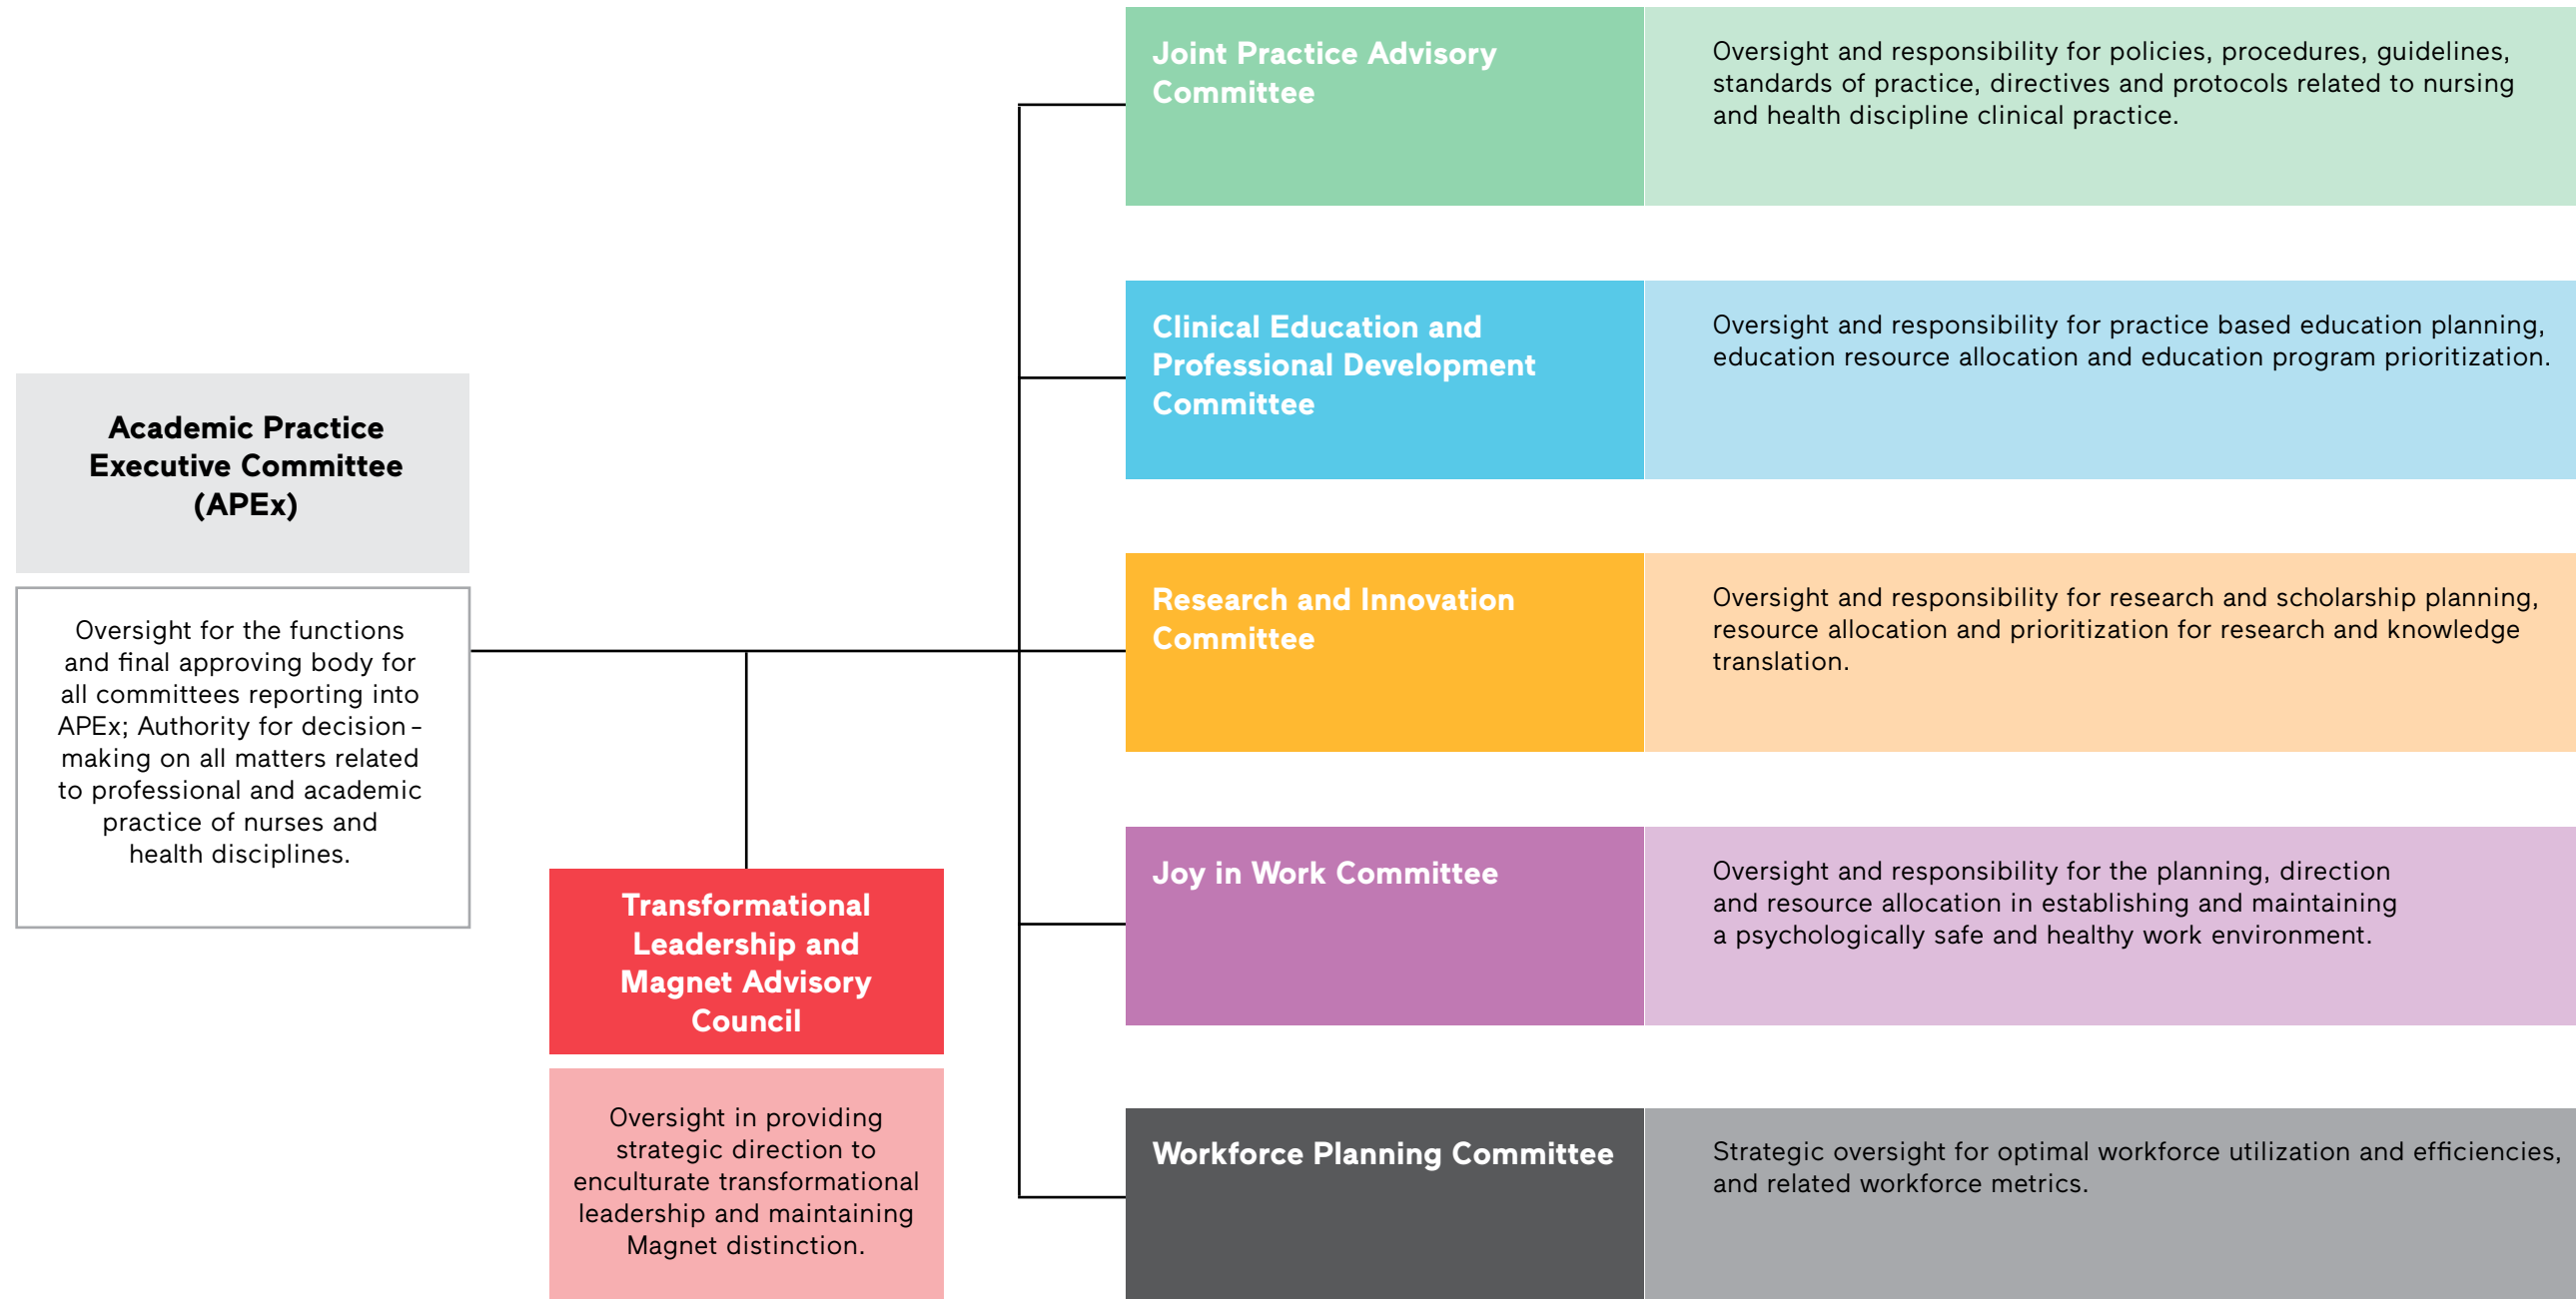 Academic Practice
Executive Committee
(APEx)
Oversight for the functions
and final approving body for
all committees reporting into
APEx; Authority for decision-
making on all matters related
to professional and academic
practice of nurses and
health disciplines.
Transformational
Leadership and
Magnet Advisory
Council
Oversight in providing
strategic direction to
enculturate transformational
leadership and maintaining
Magnet distinction.
Joint Practice Advisory
Committee
Oversight and responsibility for policies, procedures, guidelines,
standards of practice, directives and protocols related to nursing
and health discipline clinical practice.
Clinical Education and
Professional Development
Committee
Oversight and responsibility for practice based education planning,
education resource allocation and education program prioritization.
Research and Innovation
Committee
Oversight and responsibility for research and scholarship planning,
resource allocation and prioritization for research and knowledge
translation.
Joy in Work Committee
Oversight and responsibility for the planning, direction
and resource allocation in establishing and maintaining
a psychologically safe and healthy work environment.
Workforce Planning Committee
Strategic oversight for optimal workforce utilization and efficiencies,
and related workforce metrics.